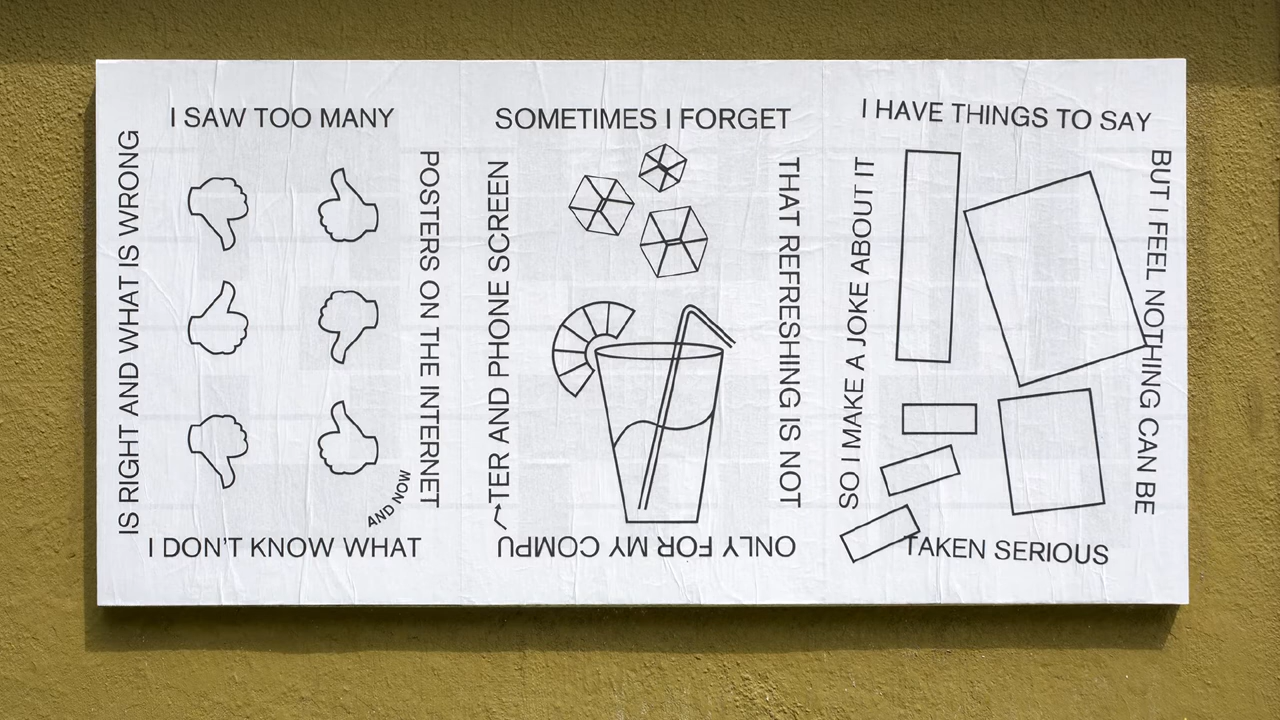 I SAW TOO MANY
POSTERS ON THE INTERNET
AND NOW
I DON'T KNOW WHAT
IS RIGHT AND WHAT IS WRONG
SOMETIMES I FORGET
THAT REFRESHING IS NOT
ONLY FOR MY COMPU
TER AND PHONE SCREEN
I HAVE THINGS TO SAY
BUT I FEEL NOTHING CAN BE
TAKEN SERIOUS
SO I MAKE A JOKE ABOUT IT